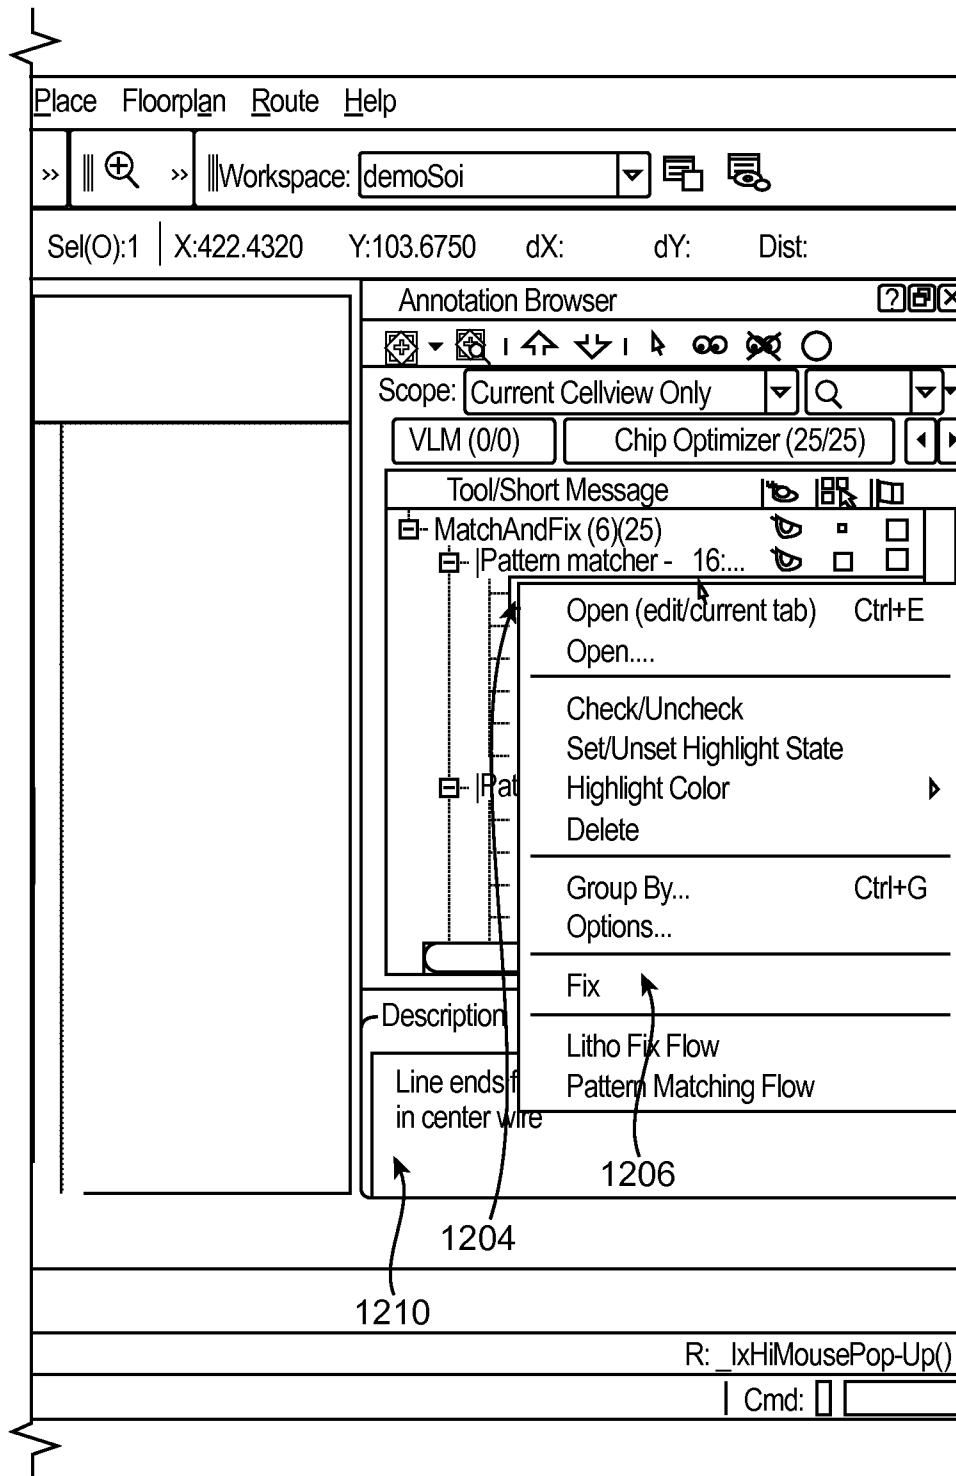 Place Floorplan Route Help
» » Workspace: demoSoi
Sel(O):1 X:422.4320 Y:103.6750 dX: dY: Dist:
Annotation Browser ?
Scope: Current Cellview Only
VLM (0/0) Chip Optimizer (25/25)
Tool/Short Message
MatchAndFix (6)(25)
Pattern matcher - 16:...
Open (edit/current tab) Ctrl+E
Open....
Check/Uncheck
Set/Unset Highlight State
Pat Highlight Color
Delete
Group By... Ctrl+G
Options...
Fix
Description
Litho Fix Flow
Line ends f Pattern Matching Flow
in center wire
1206
1204
1210
R: _lxHiMousePop-Up()
Cmd: